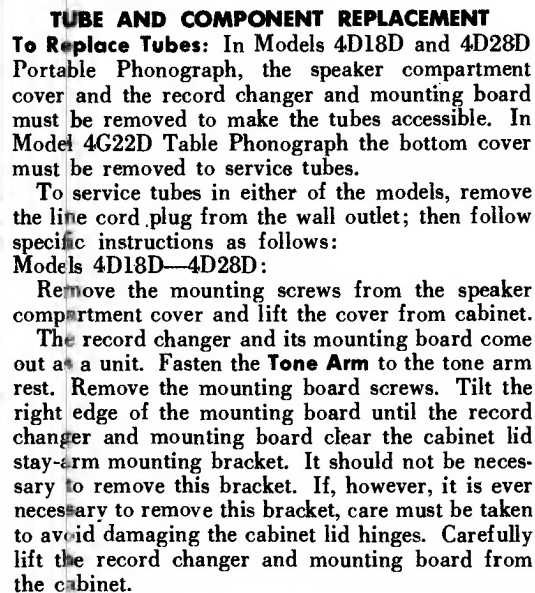 TUBE AND COMPONENT REPLACEMENT
To Replace Tubes: In Models 4D18D and 4D28D
Portable Phonograph, the speaker compartment
cover and the record changer and mounting board
must be removed to make the tubes accessible. In
Model 4G22D Table Phonograph the bottom cover
must be removed to service tubes.
To service tubes in either of the models, remove
the line cord plug from the wall outlet; then follow
specific instructions as follows:
Models 4D18D—4D28D:
Remove the mounting screws from the speaker
compartment cover and lift the cover from cabinet.
The record changer and its mounting board come
out as a unit. Fasten the Tone Arm to the tone arm
rest. Remove the mounting board screws. Tilt the
right edge of the mounting board until the record
changer and mounting board clear the cabinet lid
stay-arm mounting bracket. It should not be neces-
sary to remove this bracket. If, however, it is ever
necessary to remove this bracket, care must be taken
to avoid damaging the cabinet lid hinges. Carefully
lift the record changer and mounting board from
the cabinet.